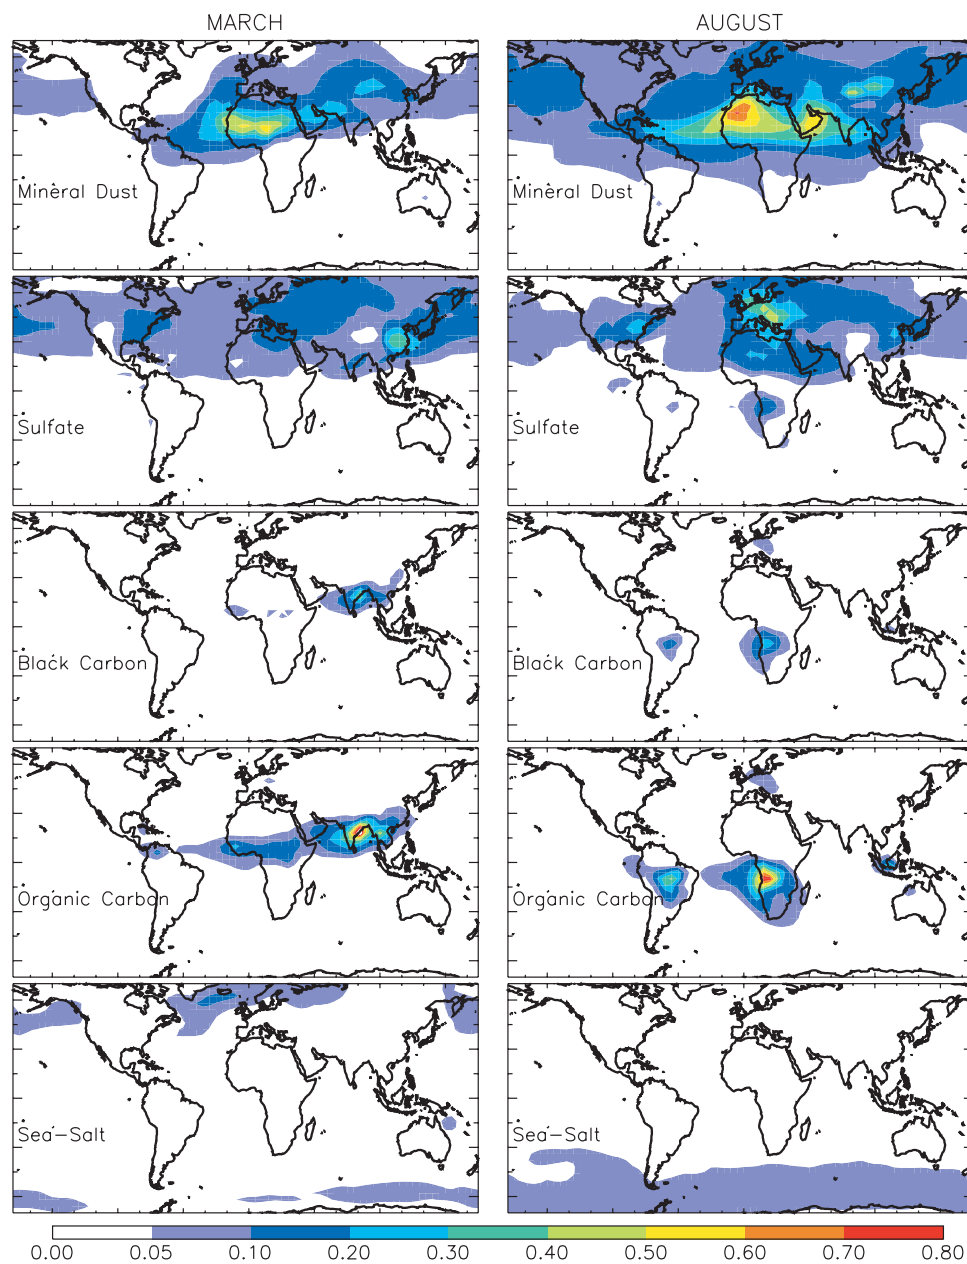 MARCH AUGUST
Mineral Dust Mineral Dust
Sulfate Sulfate
Black Carbon Black Carbon
Organic Carbon Organic Carbon
Sea-Salt Sea-Salt
0.00 0.05 0.10 0.20 0.30 0.40 0.50 0.60 0.70 0.80